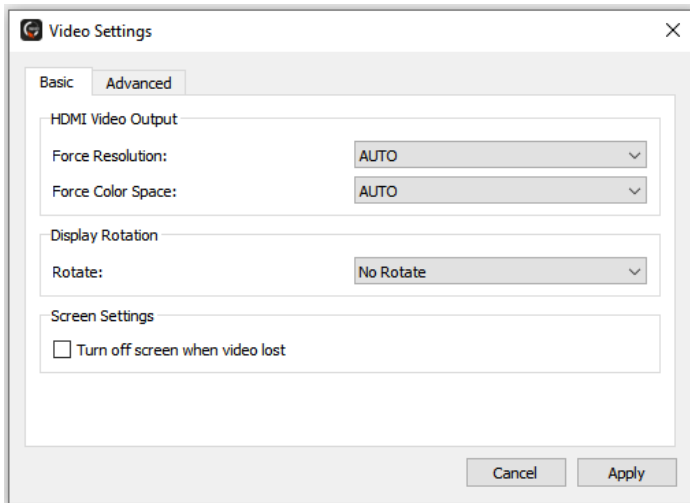 Video Settings
Basic Advanced
HDMI Video Output
Force Resolution: AUTO
Force Color Space: AUTO
Display Rotation
Rotate: No Rotate
Screen Settings
Turn off screen when video lost
Cancel Apply